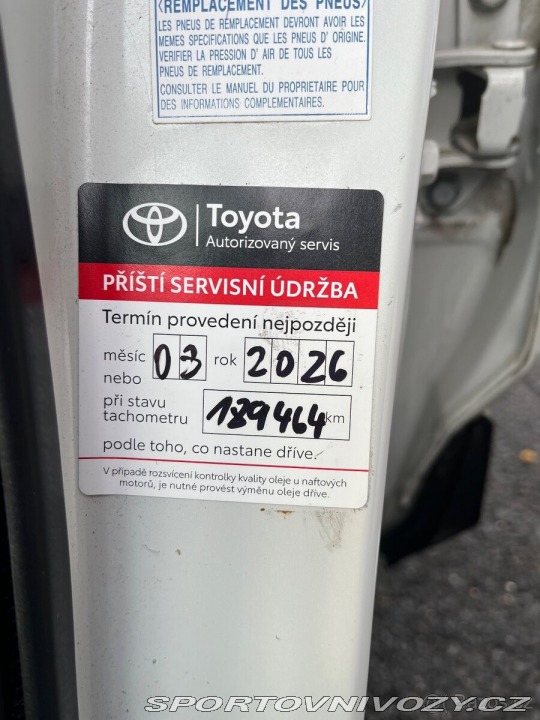 <REMPLACEMENT DES PNEUS>
LES PNEUS DE REMPLACEMENT DEVRONT AVOIR LES
MEMES SPECIFICATIONS QUE LES PNEUS D' ORIGINE.
VERIFIER LA PRESSION D' AIR DE TOUS LES
PNEUS DE REMPLACEMENT.
CONSULTER LE MANUEL DU PROPRIETAIRE POUR
DES INFORMATIONS COMPLEMENTAIRES.
Toyota
Autorizovaný servis
PŘÍŠTÍ SERVISNÍ ÚDRŽBA
Termín provedení nejpozději
měsíc 03 rok 2026
nebo
při stavu
tachometru 189464 km
podle toho, co nastane dříve.
V případě rozsvícení kontrolky kvality oleje u naftových
motorů, je nutné provést výměnu oleje dříve.
SPORTOVNIVOZY.CZ